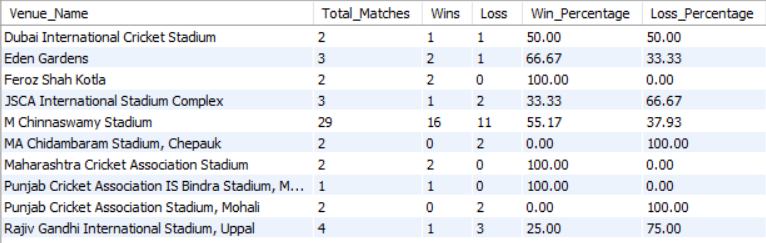 Venue_Name Total_Matches Wins Loss Win_Percentage Loss_Percentage
Dubai International Cricket Stadium 2 1 1 50.00 50.00
Eden Gardens 3 2 1 66.67 33.33
Feroz Shah Kotla 2 2 0 100.00 0.00
JSCA International Stadium Complex 3 1 2 33.33 66.67
M Chinnaswamy Stadium 29 16 11 55.17 37.93
MA Chidambaram Stadium, Chepauk 2 0 2 0.00 100.00
Maharashtra Cricket Association Stadium 2 2 0 100.00 0.00
Punjab Cricket Association IS Bindra Stadium, M... 1 1 0 100.00 0.00
Punjab Cricket Association Stadium, Mohali 2 0 2 0.00 100.00
Rajiv Gandhi International Stadium, Uppal 4 1 3 25.00 75.00